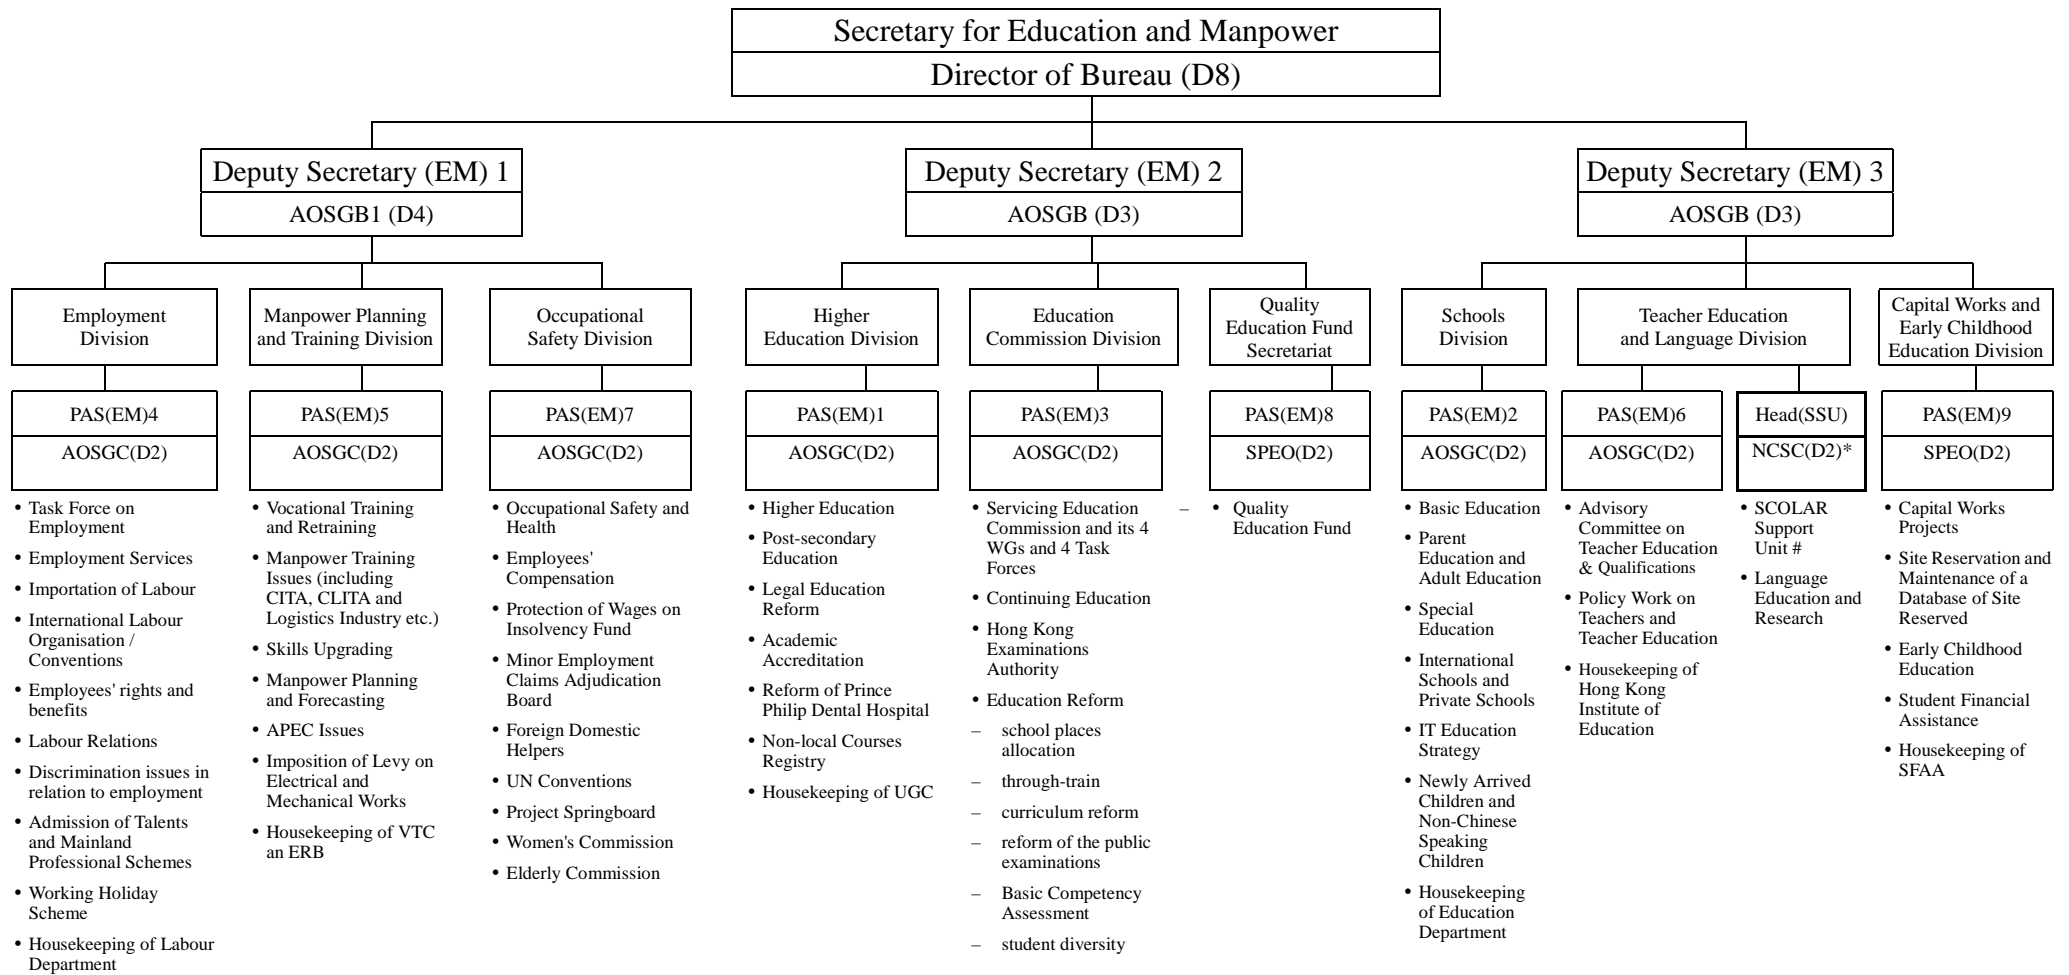 Secretary for Education and Manpower
Director of Bureau (D8)
Deputy Secretary (EM) 1
AOSGB1 (D4)
Deputy Secretary (EM) 2
AOSGB (D3)
Deputy Secretary (EM) 3
AOSGB (D3)
Employment
Division
PAS(EM)4
AOSGC(D2)
• Task Force on
Employment
• Employment Services
• Importation of Labour
• International Labour
Organisation /
Conventions
• Employees' rights and
benefits
• Labour Relations
• Discrimination issues in
relation to employment
• Admission of Talents
and Mainland
Professional Schemes
• Working Holiday
Scheme
• Housekeeping of Labour
Department
Manpower Planning
and Training Division
PAS(EM)5
AOSGC(D2)
• Vocational Training
and Retraining
• Manpower Training
Issues (including
CITA, CLITA and
Logistics Industry etc.)
• Skills Upgrading
• Manpower Planning
and Forecasting
• APEC Issues
• Imposition of Levy on
Electrical and
Mechanical Works
• Housekeeping of VTC
an ERB
Occupational
Safety Division
PAS(EM)7
AOSGC(D2)
• Occupational Safety and
Health
• Employees'
Compensation
• Protection of Wages on
Insolvency Fund
• Minor Employment
Claims Adjudication
Board
• Foreign Domestic
Helpers
• UN Conventions
• Project Springboard
• Women's Commission
• Elderly Commission
Higher
Education Division
PAS(EM)1
AOSGC(D2)
• Higher Education
• Post-secondary
Education
• Legal Education
Reform
• Academic
Accreditation
• Reform of Prince
Philip Dental Hospital
• Non-local Courses
Registry
• Housekeeping of UGC
Education
Commission Division
PAS(EM)3
AOSGC(D2)
• Servicing Education
Commission and its 4
WGs and 4 Task
Forces
• Continuing Education
• Hong Kong
Examinations
Authority
• Education Reform
– school places
allocation
– through-train
– curriculum reform
– reform of the public
examinations
– Basic Competency
Assessment
– student diversity
Quality
Education Fund
Secretariat
PAS(EM)8
SPEO(D2)
– • Quality
Education Fund
Schools
Division
PAS(EM)2
AOSGC(D2)
• Basic Education
• Parent
Education and
Adult Education
• Special
Education
• International
Schools and
Private Schools
• IT Education
Strategy
• Newly Arrived
Children and
Non-Chinese
Speaking
Children
• Housekeeping
of Education
Department
Teacher Education
and Language Division
PAS(EM)6
AOSGC(D2)
• Advisory
Committee on
Teacher Education
& Qualifications
• Policy Work on
Teachers and
Teacher Education
• Housekeeping of
Hong Kong
Institute of
Education
Head(SSU)
NCSC(D2)*
• SCOLAR
Support
Unit #
• Language
Education and
Research
Capital Works and
Early Childhood
Education Division
PAS(EM)9
SPEO(D2)
• Capital Works
Projects
• Site Reservation and
Maintenance of a
Database of Site
Reserved
• Early Childhood
Education
• Student Financial
Assistance
• Housekeeping of
SFAA